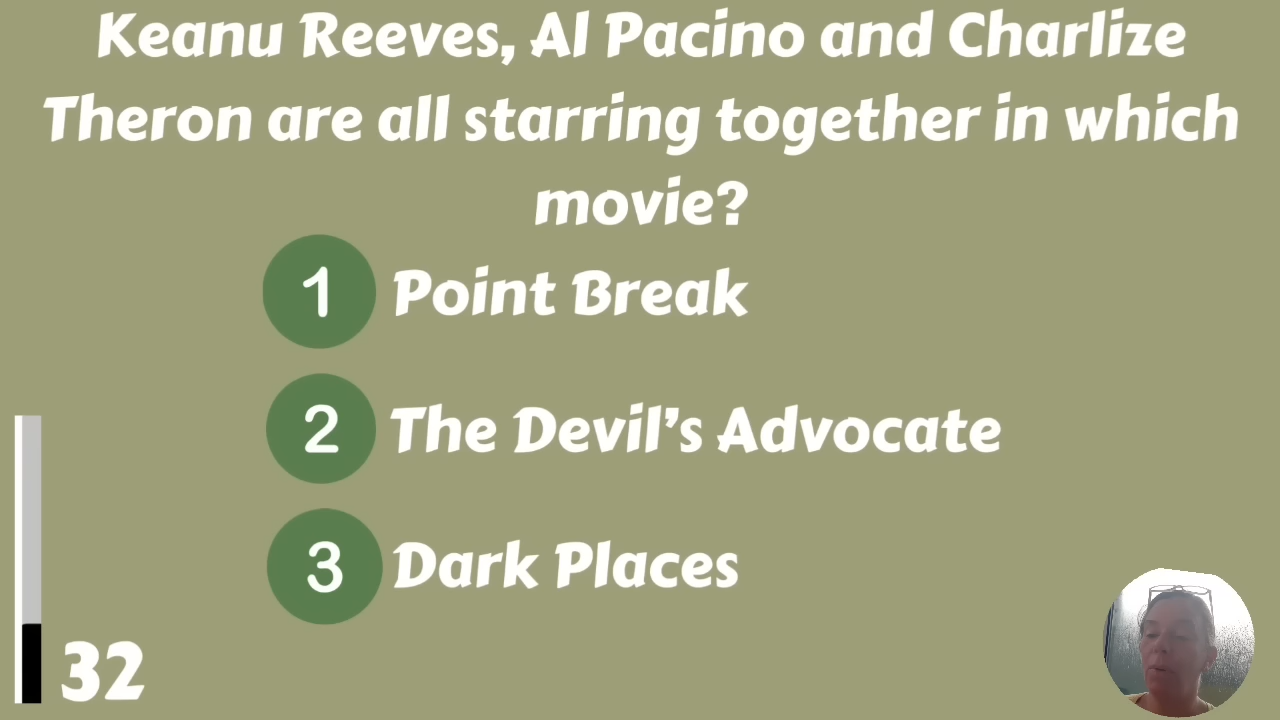 Keanu Reeves, Al Pacino and Charlize
Theron are all starring together in which
movie?
1 Point Break
2 The Devil's Advocate
3 Dark Places
32